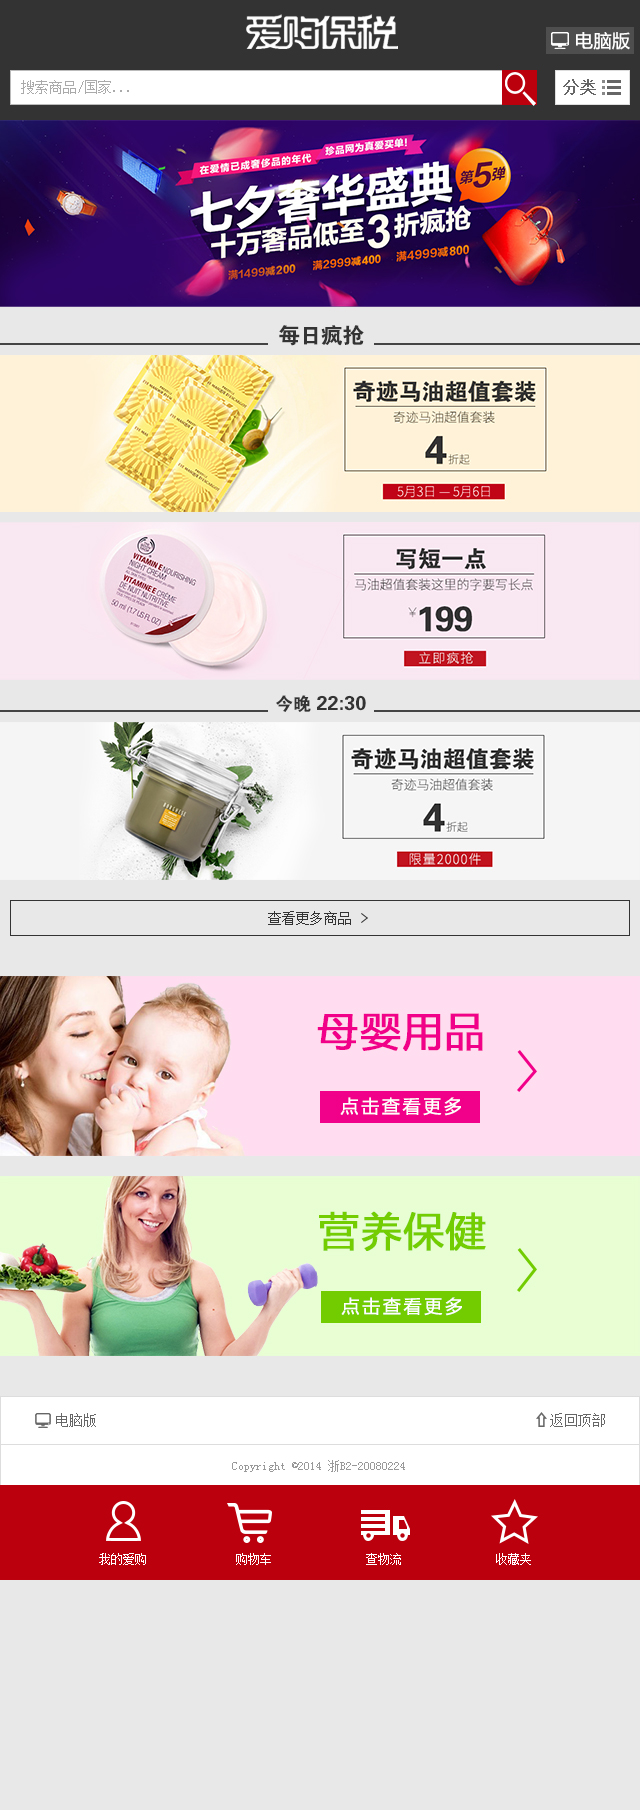 爱购保税
电脑版
搜索商品/国家...
分类
在爱情已成奢侈品的年代
珍品网为真爱买单!
七夕奢华盛典
第5弹
十万奢品低至3折疯抢
满1499减200 满2999减400 满4499减800
每日疯抢
奇迹马油超值套装
奇迹马油超值套装
4折起
5月3日 — 5月6日
VITAMIN E NOURISHING
NIGHT CREAM
VITAMINE E CRÈME
DE NUIT NUTRITIVE
50 ml (1.7 US FL.OZ)
写短一点
马油超值套装这里的字要写长点
¥199
立即疯抢
今晚 22:30
奇迹马油超值套装
奇迹马油超值套装
4折起
限量2000件
查看更多商品 >
母婴用品
点击查看更多
营养保健
点击查看更多
电脑版
返回顶部
Copyright ©2014 浙B2-20080224
我的爱购
购物车
查物流
收藏夹